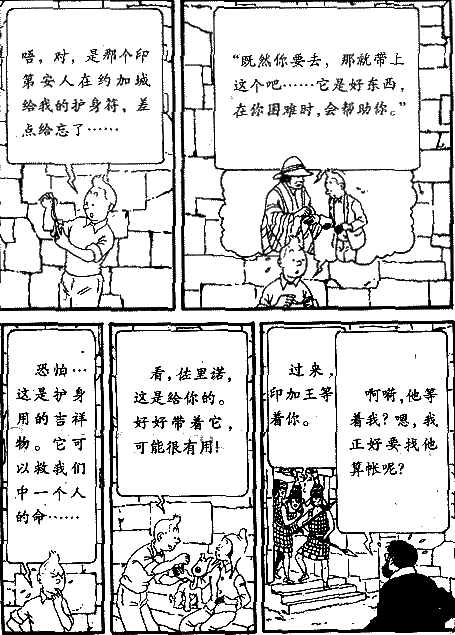 唔，对，是那个印
第安人在约加城
给我的护身符，差
点给忘了……
“既然你要去，那就带上
这个吧……它是好东西，
在你困难时，会帮助你。”
恐怕…
这是护身
用的吉祥
物。它可
以救我们
中一个人
的命……
看，佐里诺，
这是给你的。
好好带着它，
可能很有用！
过来，
印加王等
着你。
啊嗬，他等
着我？嗯，我
正好要找他
算帐呢？